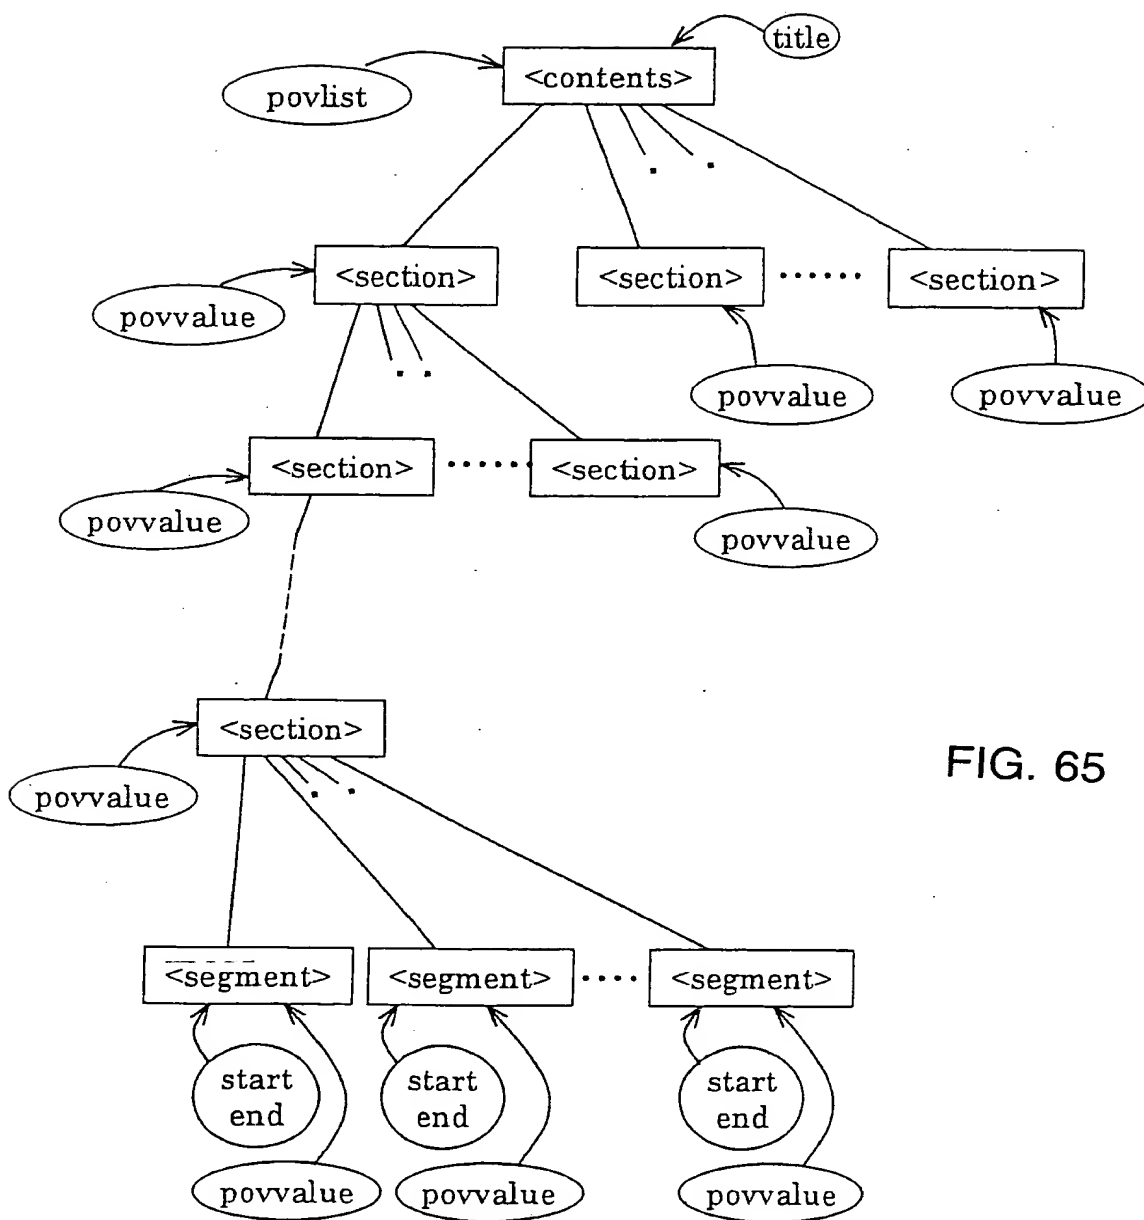 title
<contents>
povlist
<section>
<section>
......
<section>
povvalue
povvalue
povvalue
<section>
......
<section>
povvalue
povvalue
<section>
povvalue
FIG. 65
<segment>
<segment>
....
<segment>
start
end
start
end
start
end
povvalue
povvalue
povvalue